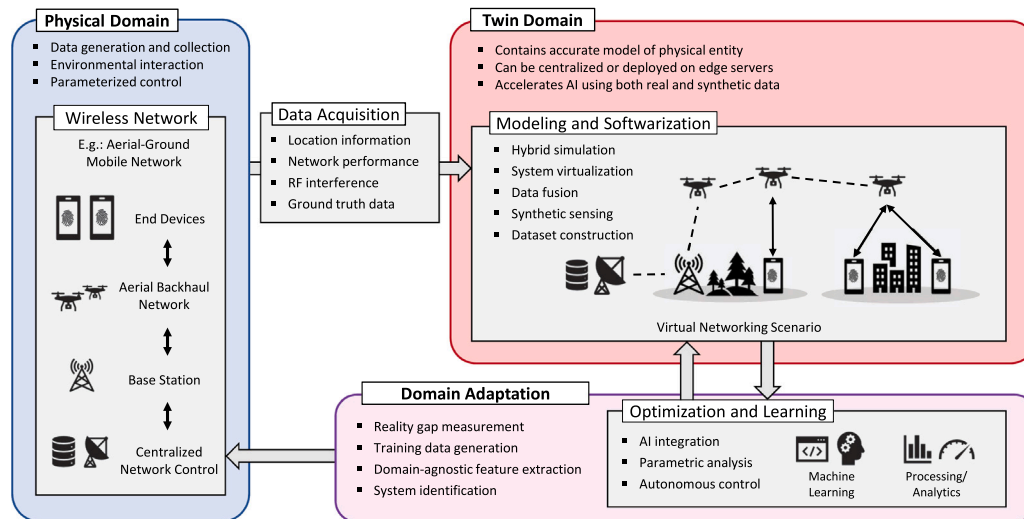 Physical Domain
▪ Data generation and collection
▪ Environmental interaction
▪ Parameterized control
Wireless Network
E.g.: Aerial-Ground
Mobile Network
End Devices
Aerial Backhaul
Network
Base Station
Centralized
Network Control
Data Acquisition
▪ Location information
▪ Network performance
▪ RF interference
▪ Ground truth data
Twin Domain
▪ Contains accurate model of physical entity
▪ Can be centralized or deployed on edge servers
▪ Accelerates AI using both real and synthetic data
Modeling and Softwarization
▪ Hybrid simulation
▪ System virtualization
▪ Data fusion
▪ Synthetic sensing
▪ Dataset construction
Virtual Networking Scenario
Domain Adaptation
▪ Reality gap measurement
▪ Training data generation
▪ Domain-agnostic feature extraction
▪ System identification
Optimization and Learning
▪ AI integration
▪ Parametric analysis
▪ Autonomous control
Machine
Learning
Processing/
Analytics